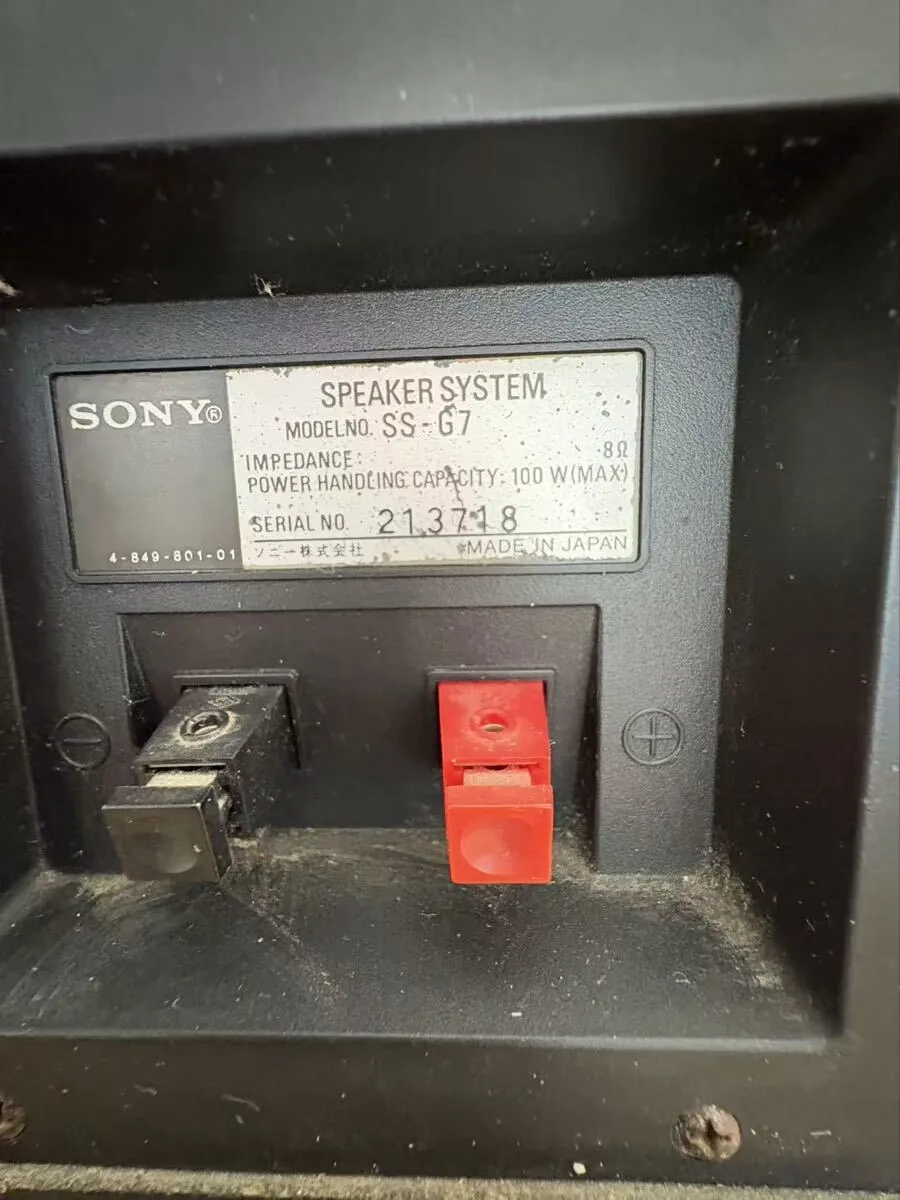 SPEAKER SYSTEM
SONY®
MODEL NO. SS-G7
IMPEDANCE: 8Ω
POWER HANDLING CAPACITY: 100 W (MAX)
SERIAL NO. 213718
4-849-801-01
ソニー株式会社 MADE IN JAPAN
⊖ ⊕